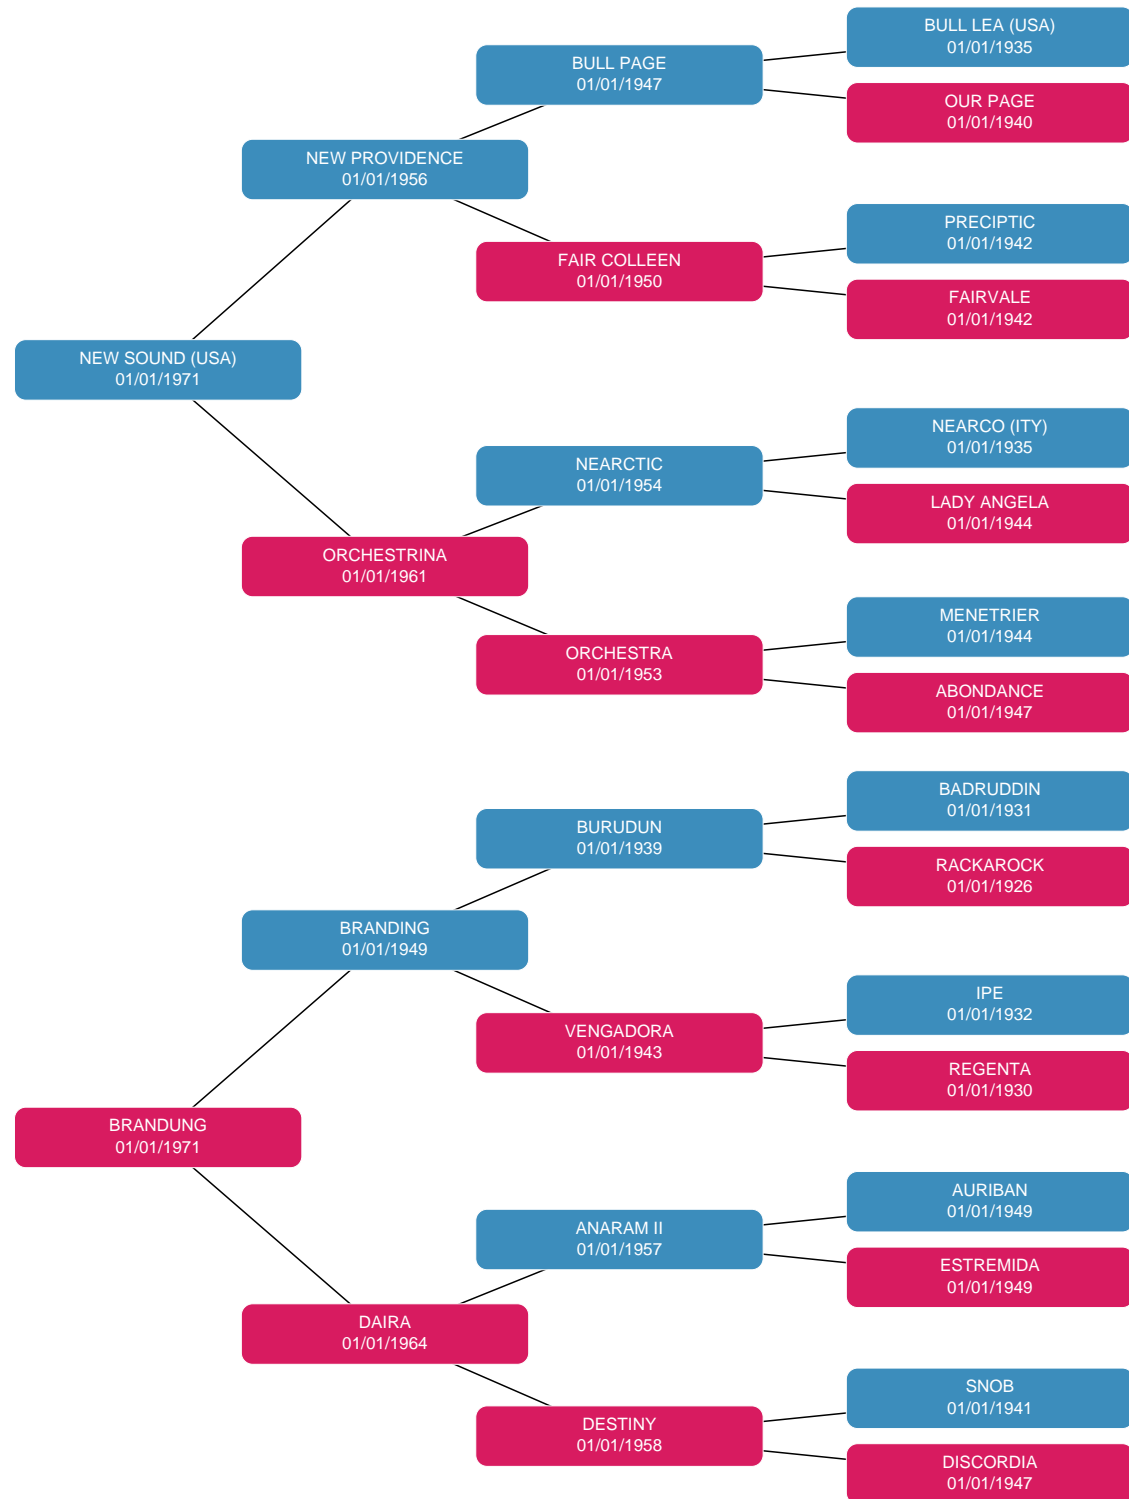 BULL LEA (USA)
01/01/1935
BULL PAGE
01/01/1947
OUR PAGE
01/01/1940
NEW PROVIDENCE
01/01/1956
PRECIPTIC
01/01/1942
FAIR COLLEEN
01/01/1950
FAIRVALE
01/01/1942
NEW SOUND (USA)
01/01/1971
NEARCO (ITY)
01/01/1935
NEARCTIC
01/01/1954
LADY ANGELA
01/01/1944
ORCHESTRINA
01/01/1961
MENETRIER
01/01/1944
ORCHESTRA
01/01/1953
ABONDANCE
01/01/1947
BADRUDDIN
01/01/1931
BURUDUN
01/01/1939
RACKAROCK
01/01/1926
BRANDING
01/01/1949
IPE
01/01/1932
VENGADORA
01/01/1943
REGENTA
01/01/1930
BRANDUNG
01/01/1971
AURIBAN
01/01/1949
ANARAM II
01/01/1957
ESTREMIDA
01/01/1949
DAIRA
01/01/1964
SNOB
01/01/1941
DESTINY
01/01/1958
DISCORDIA
01/01/1947